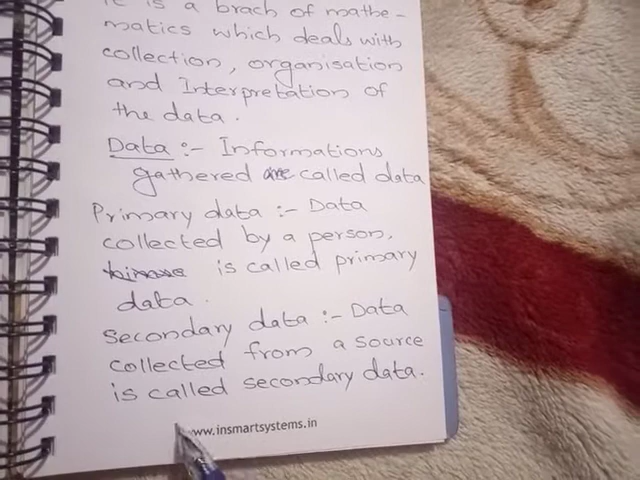 It is a brach of mathe-
matics which deals with
collection, organisation
and Interpretation of
the data.
Data :- Informations
gathered are called data
Primary data :- Data
collected by a person,
is called primary
data.
Secondary data :- Data
collected from a source
is called secondary data.
www.insmartsystems.in